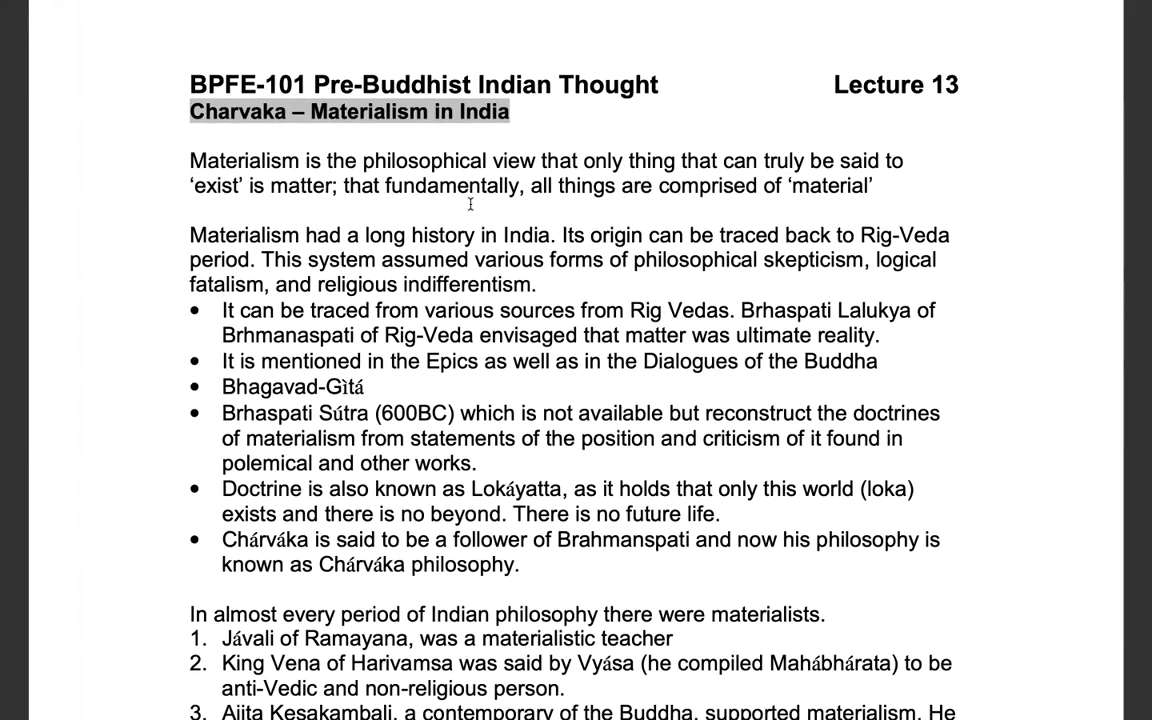 BPFE-101 Pre-Buddhist Indian Thought Lecture 13
Charvaka – Materialism in India
Materialism is the philosophical view that only thing that can truly be said to
‘exist’ is matter; that fundamentally, all things are comprised of ‘material’
Materialism had a long history in India. Its origin can be traced back to Rig-Veda
period. This system assumed various forms of philosophical skepticism, logical
fatalism, and religious indifferentism.
• It can be traced from various sources from Rig Vedas. Brhaspati Lalukya of
Brhmanaspati of Rig-Veda envisaged that matter was ultimate reality.
• It is mentioned in the Epics as well as in the Dialogues of the Buddha
• Bhagavad-Gìtá
• Brhaspati Sútra (600BC) which is not available but reconstruct the doctrines
of materialism from statements of the position and criticism of it found in
polemical and other works.
• Doctrine is also known as Lokáyatta, as it holds that only this world (loka)
exists and there is no beyond. There is no future life.
• Chárváka is said to be a follower of Brahmanspati and now his philosophy is
known as Chárváka philosophy.
In almost every period of Indian philosophy there were materialists.
1. Jávali of Ramayana, was a materialistic teacher
2. King Vena of Harivamsa was said by Vyása (he compiled Mahábhárata) to be
anti-Vedic and non-religious person.
3. Ajita Kesakambali, a contemporary of the Buddha, supported materialism. He